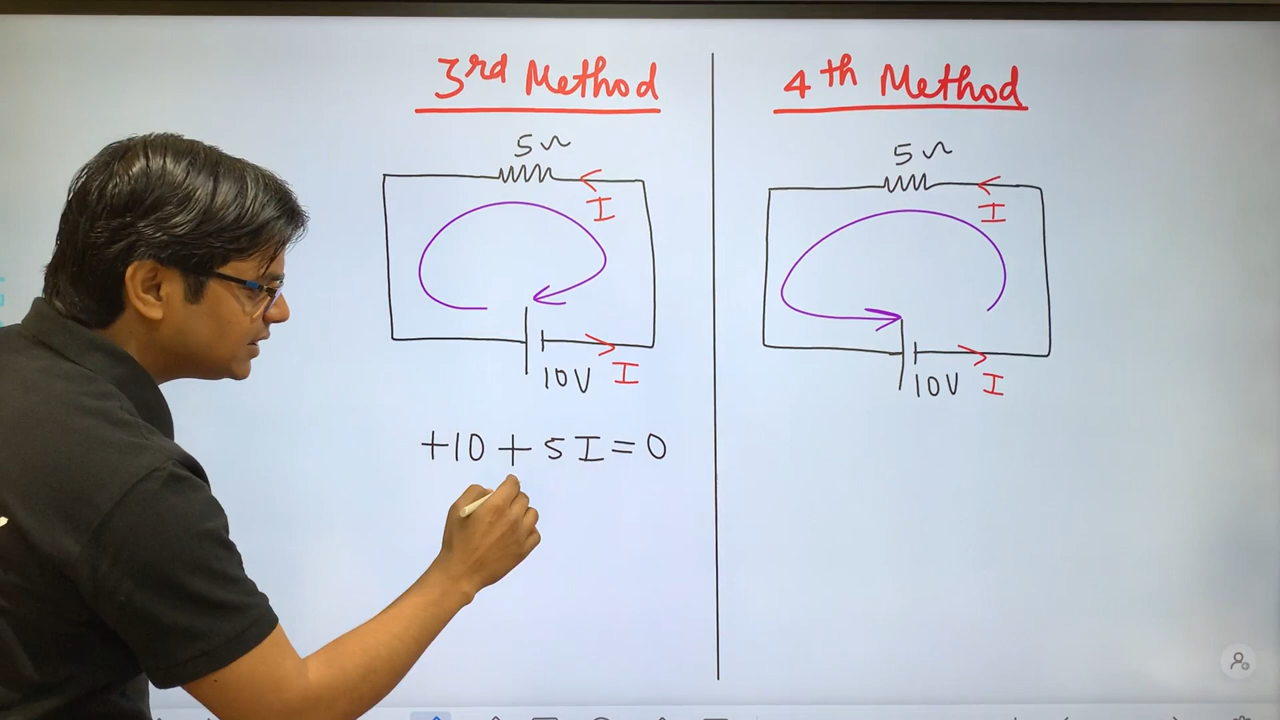 3rd Method
5Ω
I
10V
I
+10 + 5I = 0
4th Method
5Ω
I
10V
I